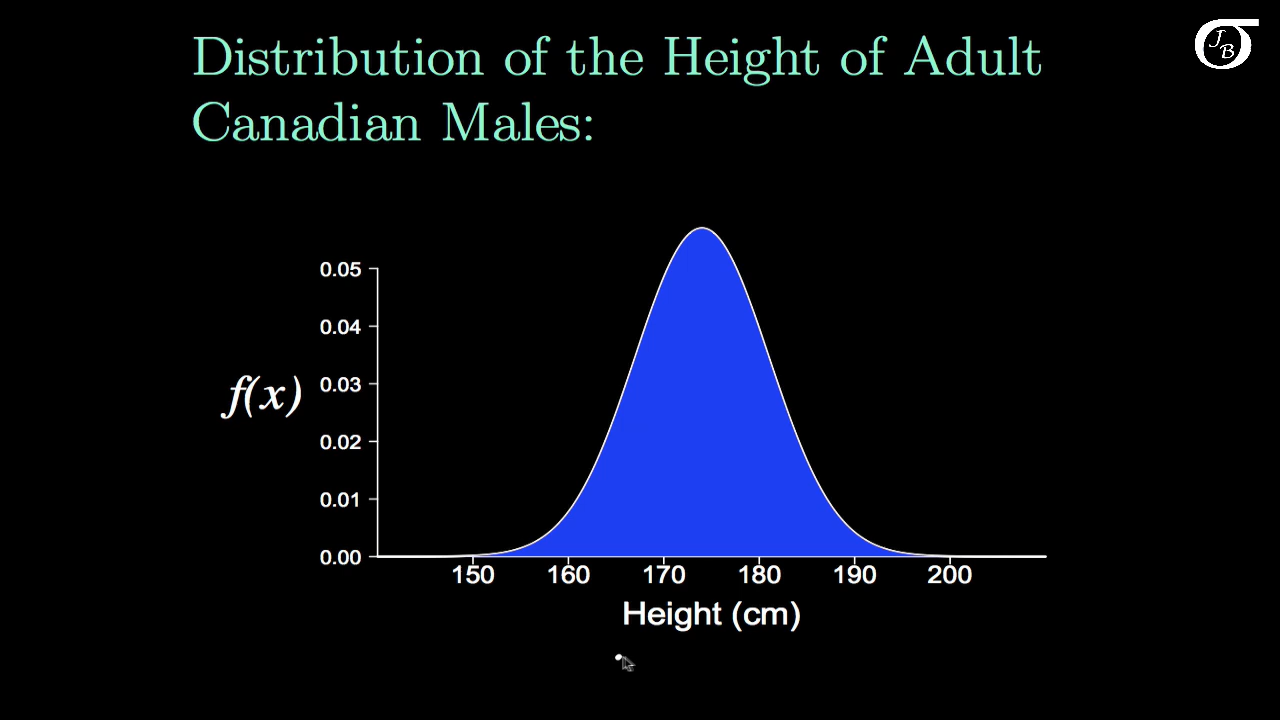 Distribution of the Height of Adult
Canadian Males:
JB
0.05
0.04
f(x) 0.03
0.02
0.01
0.00
150 160 170 180 190 200
Height (cm)